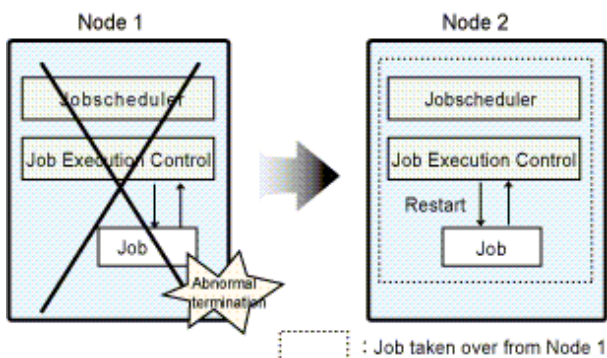 Node 1
Jobscheduler
Job Execution Control
Job
Abnormal
termination
Node 2
Jobscheduler
Job Execution Control
Restart
Job
: Job taken over from Node 1